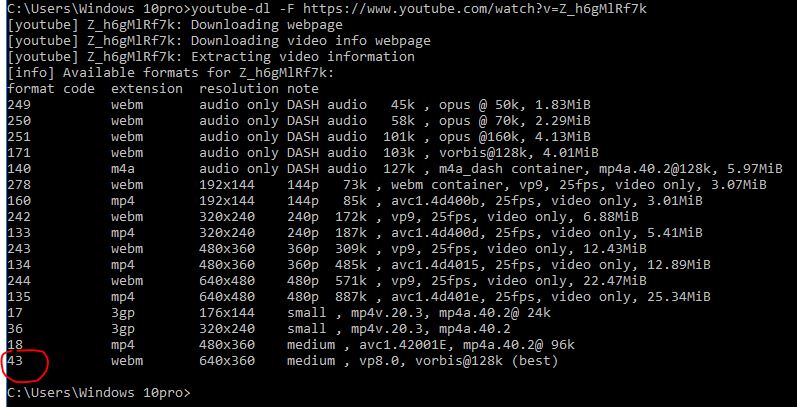 C:\Users\Windows 10pro>youtube-dl -F https://www.youtube.com/watch?v=Z_h6gMlRf7k
[youtube] Z_h6gMlRf7k: Downloading webpage
[youtube] Z_h6gMlRf7k: Downloading video info webpage
[youtube] Z_h6gMlRf7k: Extracting video information
[info] Available formats for Z_h6gMlRf7k:
format code  extension  resolution note
249          webm       audio only DASH audio   45k , opus @ 50k, 1.83MiB
250          webm       audio only DASH audio   58k , opus @ 70k, 2.29MiB
251          webm       audio only DASH audio  101k , opus @160k, 4.13MiB
171          webm       audio only DASH audio  103k , vorbis@128k, 4.01MiB
140          m4a        audio only DASH audio  127k , m4a_dash container, mp4a.40.2@128k, 5.97MiB
278          webm       192x144    144p   73k , webm container, vp9, 25fps, video only, 3.07MiB
160          mp4        192x144    144p   85k , avc1.4d400b, 25fps, video only, 3.01MiB
242          webm       320x240    240p  172k , vp9, 25fps, video only, 6.88MiB
133          mp4        320x240    240p  187k , avc1.4d400d, 25fps, video only, 5.41MiB
243          webm       480x360    360p  309k , vp9, 25fps, video only, 12.43MiB
134          mp4        480x360    360p  485k , avc1.4d4015, 25fps, video only, 12.89MiB
244          webm       640x480    480p  571k , vp9, 25fps, video only, 22.47MiB
135          mp4        640x480    480p  887k , avc1.4d401e, 25fps, video only, 25.34MiB
17           3gp        176x144    small , mp4v.20.3, mp4a.40.2@ 24k
36           3gp        320x240    small , mp4v.20.3, mp4a.40.2
18           mp4        480x360    medium , avc1.42001E, mp4a.40.2@ 96k
43           webm       640x360    medium , vp8.0, vorbis@128k (best)
C:\Users\Windows 10pro>